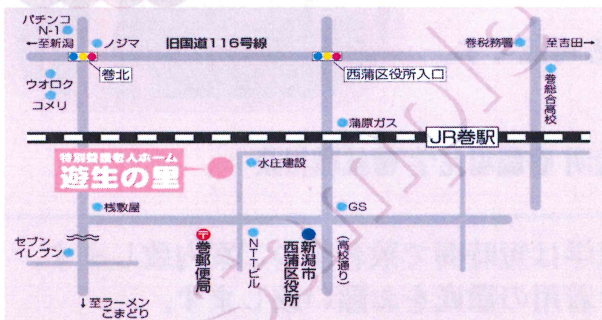 パチンコ
N-1
←至新潟
ノジマ
旧国道116号線
巻税務署
至吉田→
巻北
西蒲区役所入口
ウオロク
コメリ
巻総合高校
蒲原ガス
JR巻駅
特別養護老人ホーム
遊生の里
水庄建設
桟敷屋
GS
セブン
イレブン
巻郵便局
NTTビル
新潟市
西蒲区役所
(高校通り)
↓至ラーメン
こまどり